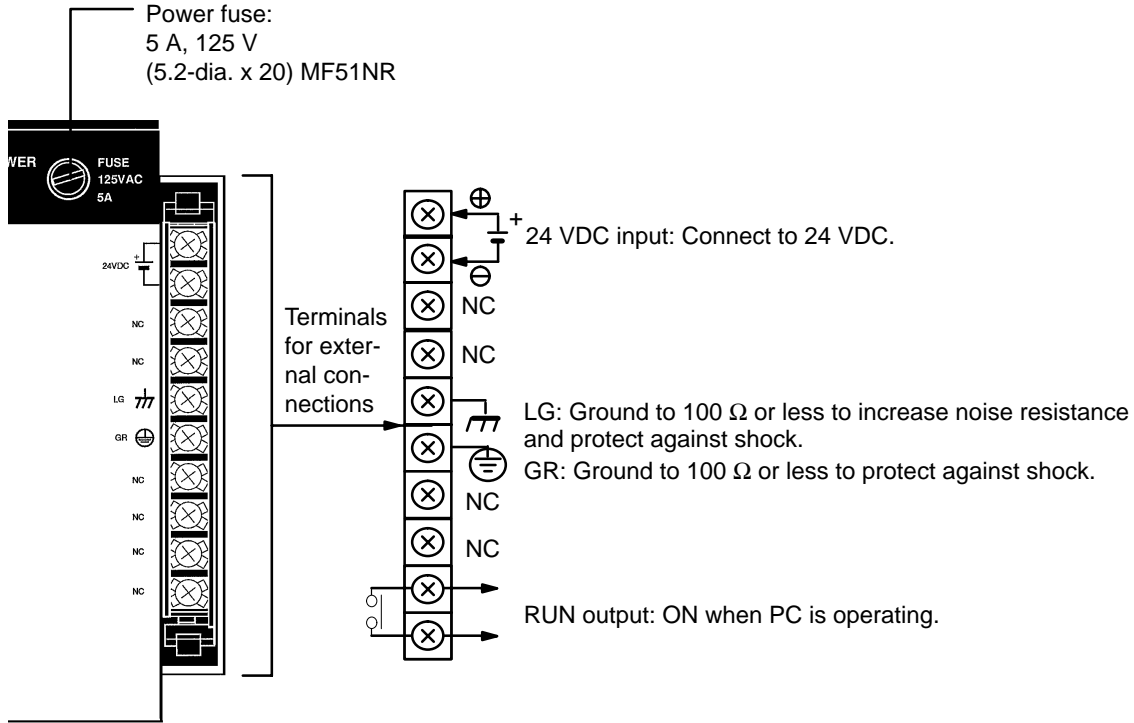 Power fuse:
5 A, 125 V
(5.2-dia. x 20) MF51NR
WER
FUSE
125VAC
5A
24VDC
+
NC
NC
LG
GR
NC
NC
NC
NC
Terminals
for exter-
nal con-
nections
+
24 VDC input: Connect to 24 VDC.
NC
NC
LG: Ground to 100 Ω or less to increase noise resistance
and protect against shock.
GR: Ground to 100 Ω or less to protect against shock.
NC
NC
RUN output: ON when PC is operating.